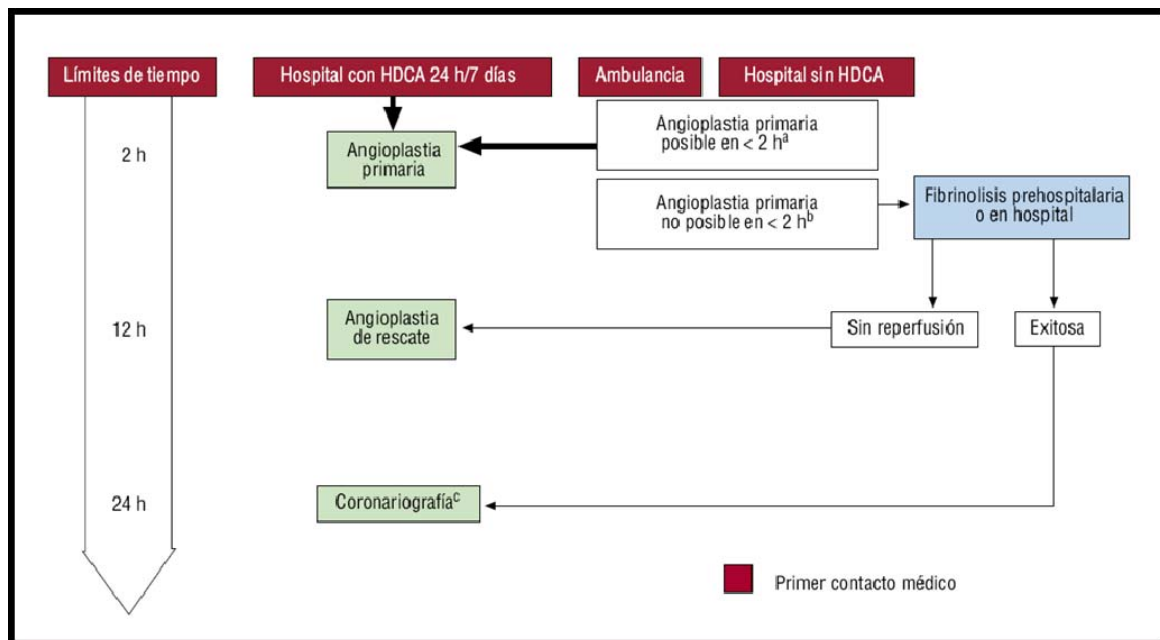 Límites de tiempo
Hospital con HDCA 24 h/7 días
Ambulancia
Hospital sin HDCA
2 h
Angioplastia
primaria
Angioplastia primaria
posible en < 2 hª
Angioplastia primaria
no posible en < 2 hᵇ
Fibrinolisis prehospitalaria
o en hospital
12 h
Angioplastia
de rescate
Sin reperfusión
Exitosa
24 h
Coronariografíaᶜ
Primer contacto médico